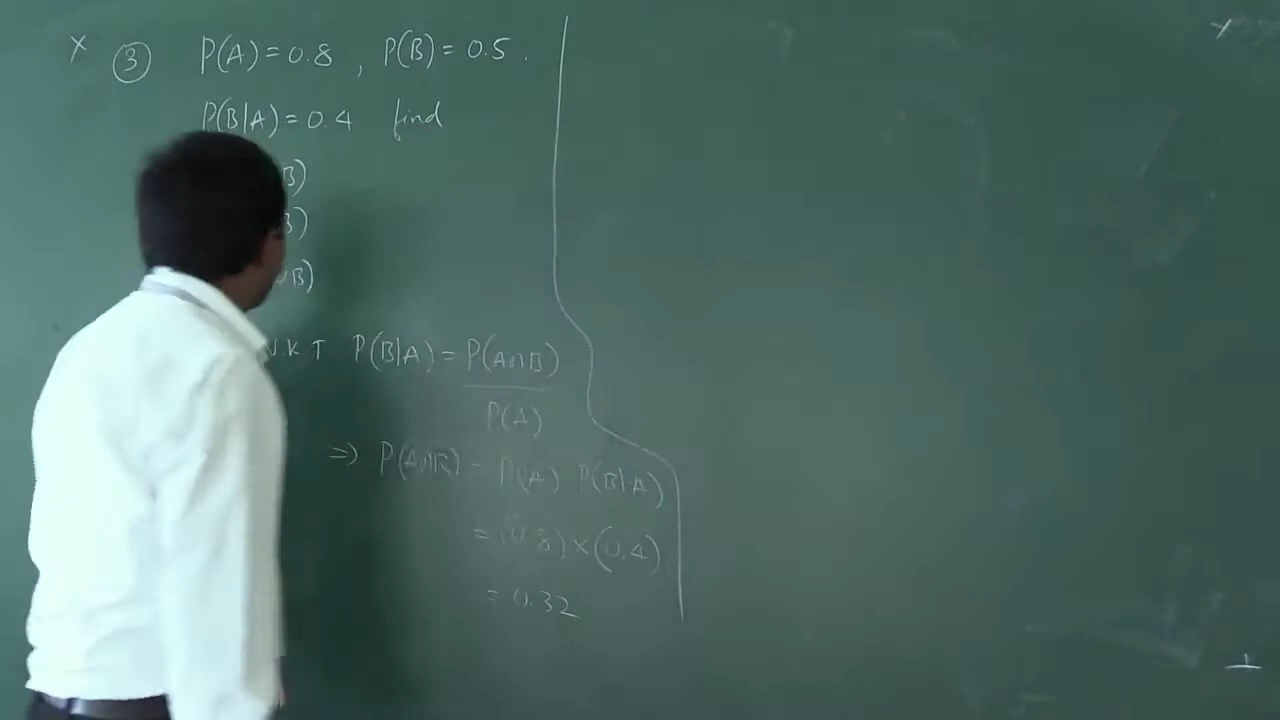 x ③ P(A) = 0.8 , P(B) = 0.5 .
P(B|A) = 0.4 find
B)
B)
∪B)
.K T P(B|A) = P(A∩B)
P(A)
⇒ P(A∩B) = P(A) P(B|A)
= (0.8) × (0.4)
= 0.32